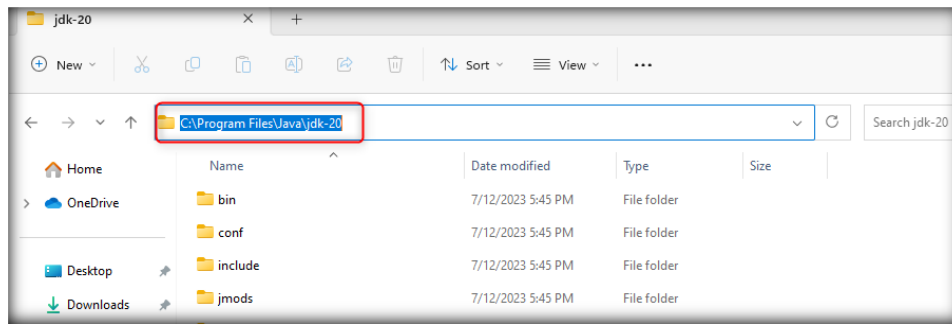 jdk-20
New Sort View
C:\Program Files\Java\jdk-20 Search jdk-20
Home
OneDrive
Desktop
Downloads
Name Date modified Type Size
bin 7/12/2023 5:45 PM File folder
conf 7/12/2023 5:45 PM File folder
include 7/12/2023 5:45 PM File folder
jmods 7/12/2023 5:45 PM File folder